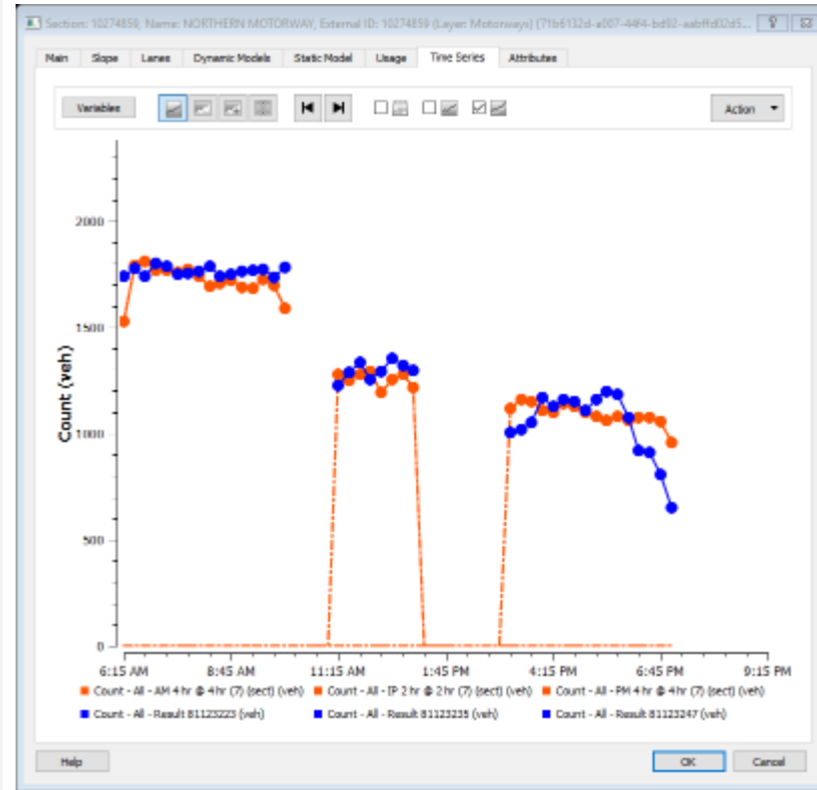 Section: 10274859, Name: NORTHERN MOTORWAY, External ID: 10274859 (Layer: Motorways) {71b6132d-a007-44f4-bd92-aabffd02d5...
Main Slope Lanes Dynamic Models Static Model Usage Time Series Attributes
Variables Action
2000
1500
1000
500
0
Count (veh)
6:15 AM 8:45 AM 11:15 AM 1:45 PM 4:15 PM 6:45 PM 9:15 PM
Count - All - AM 4 hr @ 4 hr (7) (sect) (veh) Count - All - IP 2 hr @ 2 hr (7) (sect) (veh) Count - All - PM 4 hr @ 4 hr (7) (sect) (veh)
Count - All - Result 81123223 (veh) Count - All - Result 81123235 (veh) Count - All - Result 81123247 (veh)
Help OK Cancel